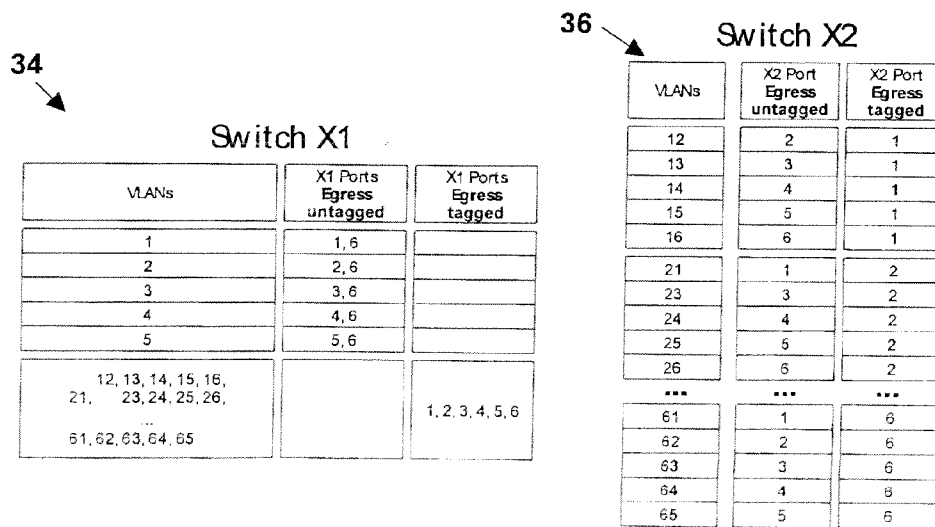 34
Switch X1
VLANs X1 Ports Egress untagged X1 Ports Egress tagged
1 1,6
2 2,6
3 3,6
4 4,6
5 5,6
12, 13, 14, 15, 16,
21, 23, 24, 25, 26,
...
61, 62, 63, 64, 65
1, 2, 3, 4, 5, 6
36
Switch X2
VLANs X2 Port Egress untagged X2 Port Egress tagged
12 2 1
13 3 1
14 4 1
15 5 1
16 6 1
21 1 2
23 3 2
24 4 2
25 5 2
26 6 2
... ... ...
61 1 6
62 2 6
63 3 6
64 4 6
65 5 6